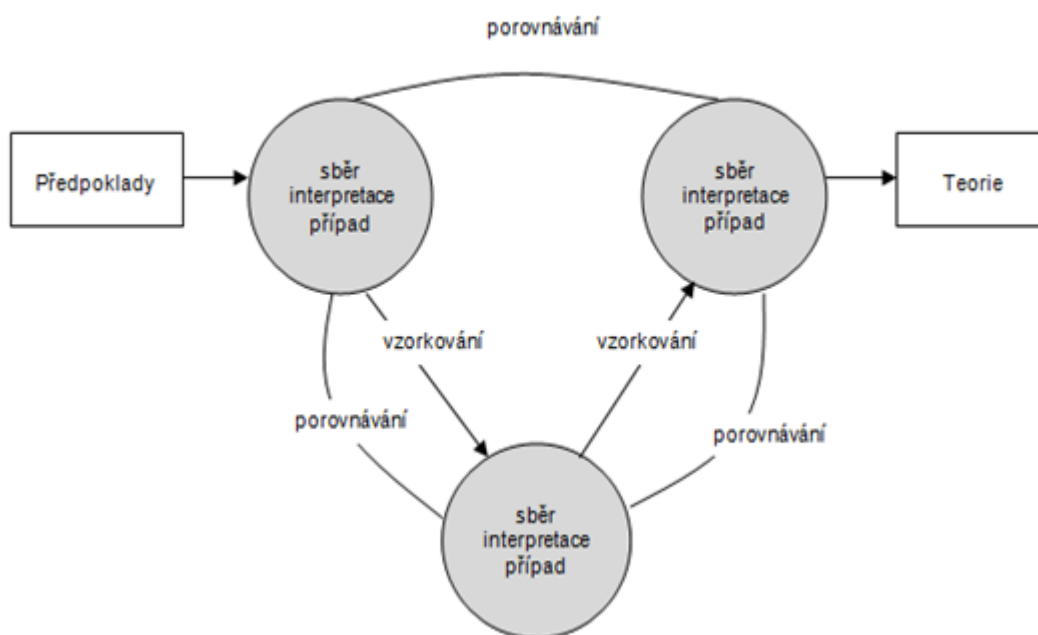 porovnávání
Předpoklady
sběr
interpretace
případ
sběr
interpretace
případ
Teorie
vzorkování
vzorkování
porovnávání
porovnávání
sběr
interpretace
případ